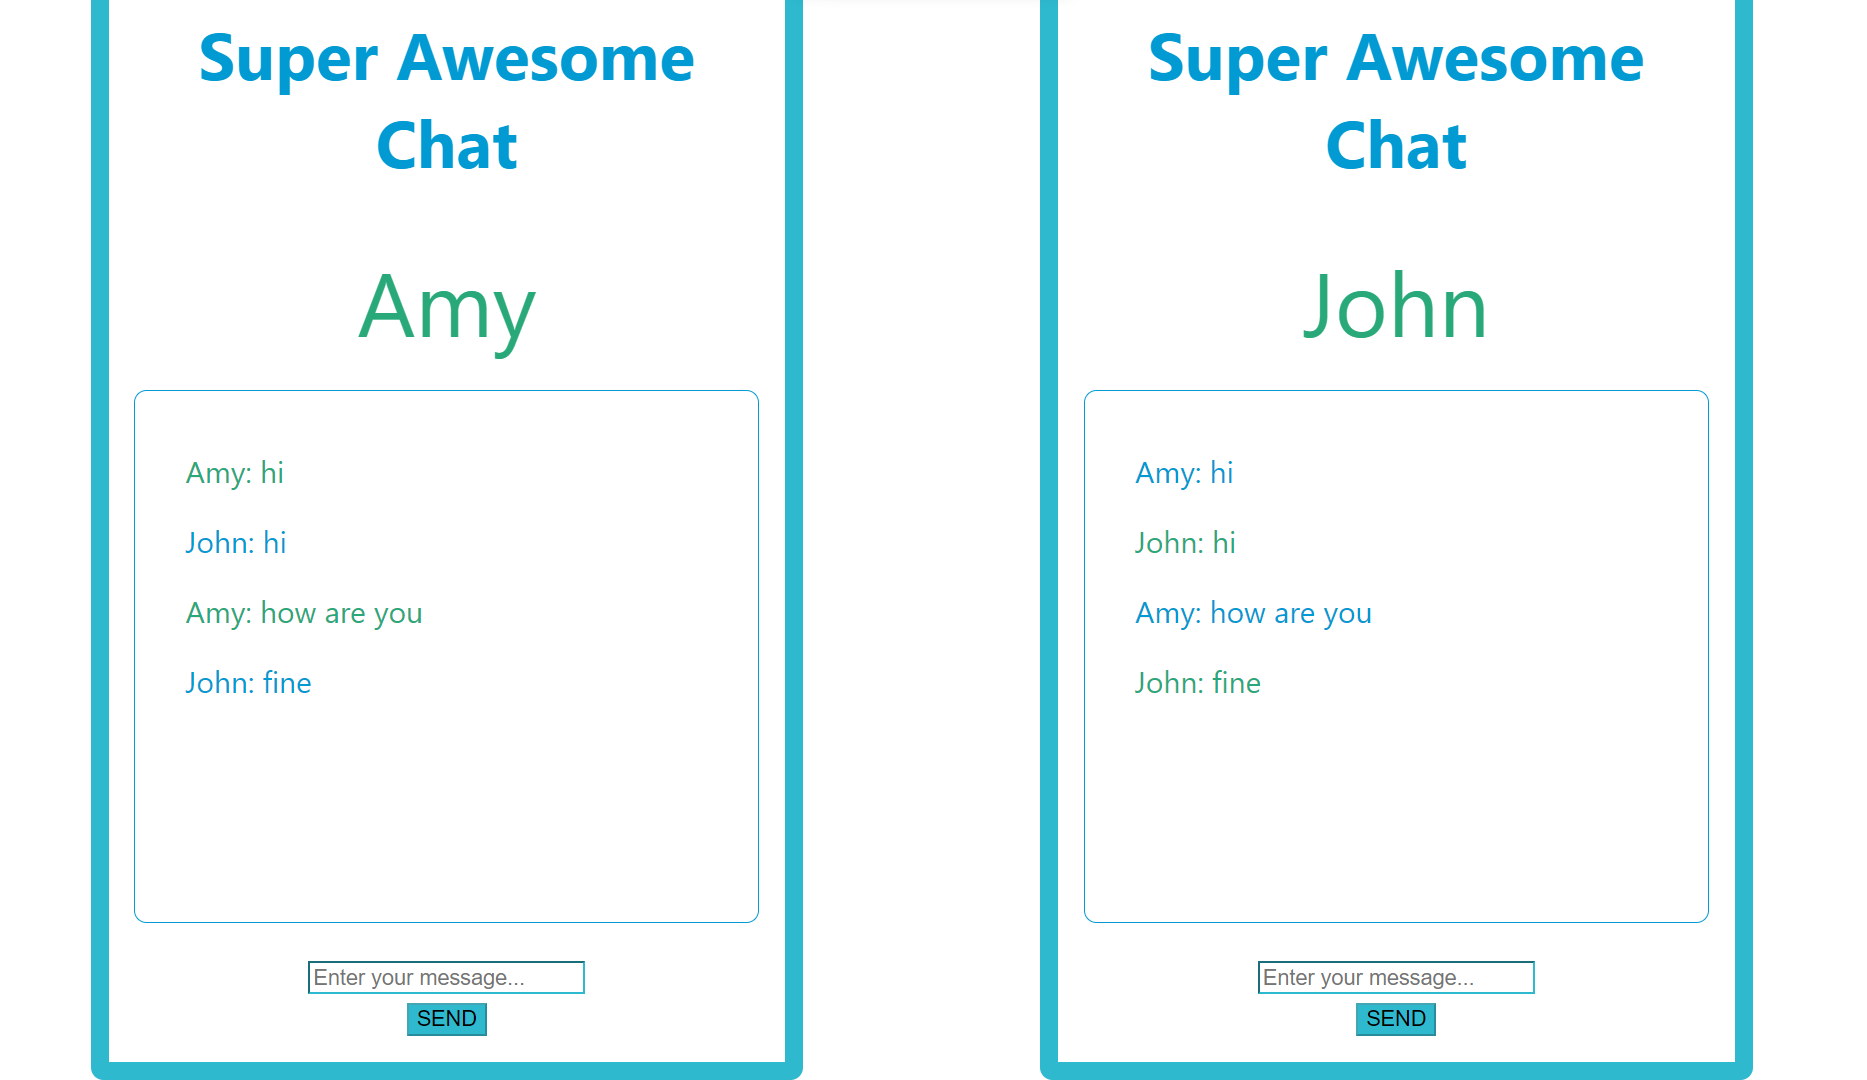 Super Awesome
Chat
Amy
Amy: hi
John: hi
Amy: how are you
John: fine
Enter your message...
SEND
Super Awesome
Chat
John
Amy: hi
John: hi
Amy: how are you
John: fine
Enter your message...
SEND